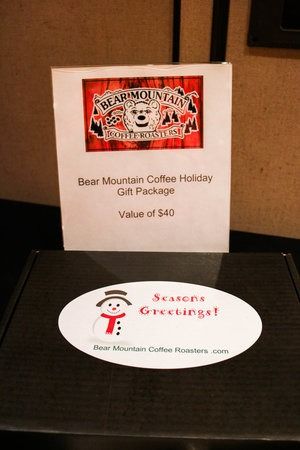 BEAR MOUNTAIN
COFFEE ROASTERS
Bear Mountain Coffee Holiday
Gift Package
Value of $40
Seasons
Greetings!
Bear Mountain Coffee Roasters .com